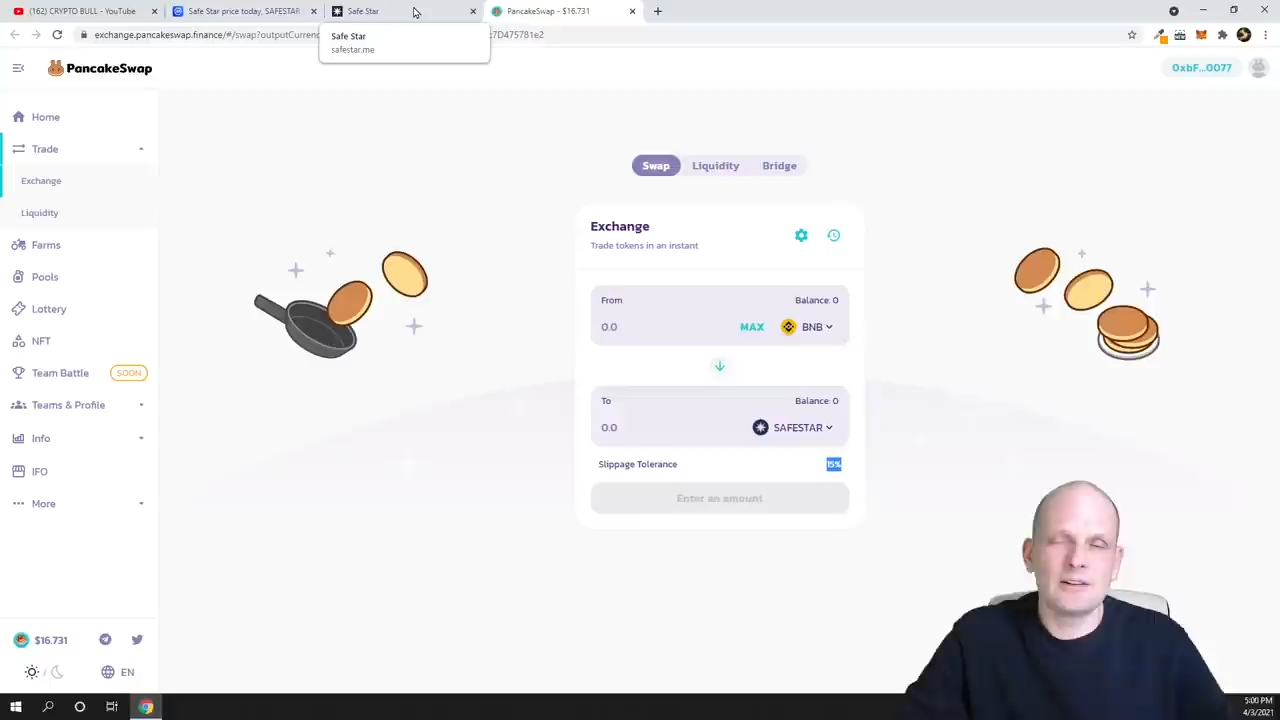 (162) CRYPTO BULL - YouTube
Safe Star price today, SAFESTAR
Safe Star
PancakeSwap - $16.731
exchange.pancakeswap.finance/#/swap?outputCurren
7D475781e2
Safe Star
safestar.me
PancakeSwap
0xbF...0077
Home
Trade
Exchange
Liquidity
Farms
Pools
Lottery
NFT
Team Battle SOON
Teams & Profile
Info
IFO
More
$16.731
EN
Swap Liquidity Bridge
Exchange
Trade tokens in an instant
From Balance: 0
0.0 MAX BNB
To Balance: 0
0.0 SAFESTAR
Slippage Tolerance 15%
Enter an amount
5:00 PM
4/3/2021